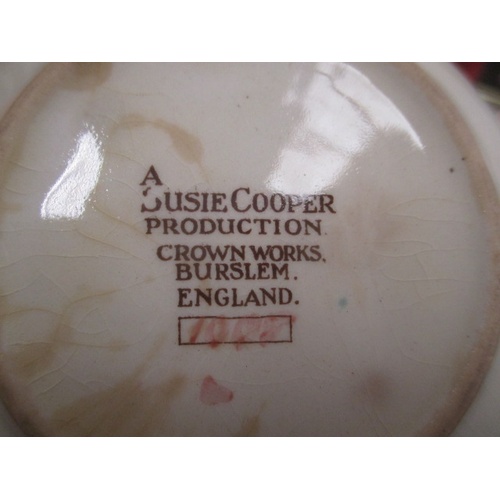 A
SUSIE COOPER
PRODUCTION
CROWN WORKS.
BURSLEM.
ENGLAND.